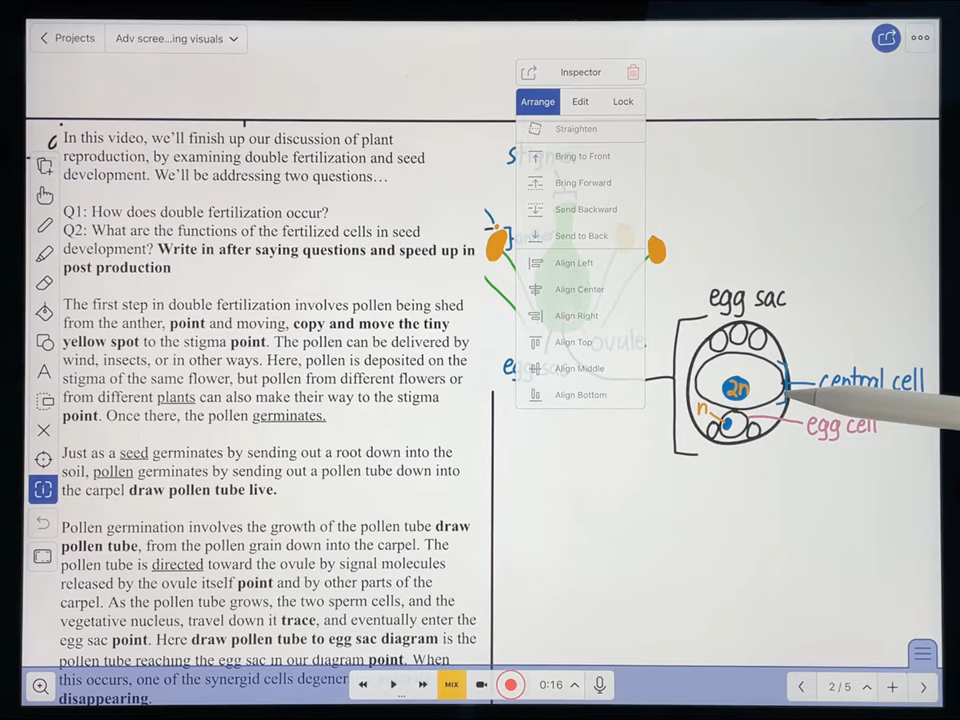 Projects
Adv scree...ing visuals
Inspector
Arrange
Edit
Lock
Straighten
Bring to Front
Bring Forward
Send Backward
Send to Back
Align Left
Align Center
Align Right
Align Top
Align Middle
Align Bottom
In this video, we'll finish up our discussion of plant
reproduction, by examining double fertilization and seed
development. We'll be addressing two questions…
Q1: How does double fertilization occur?
Q2: What are the functions of the fertilized cells in seed
development? Write in after saying questions and speed up in
post production
The first step in double fertilization involves pollen being shed
from the anther, point and moving, copy and move the tiny
yellow spot to the stigma point. The pollen can be delivered by
wind, insects, or in other ways. Here, pollen is deposited on the
stigma of the same flower, but pollen from different flowers or
from different plants can also make their way to the stigma
point. Once there, the pollen germinates.
Just as a seed germinates by sending out a root down into the
soil, pollen germinates by sending out a pollen tube down into
the carpel draw pollen tube live.
Pollen germination involves the growth of the pollen tube draw
pollen tube, from the pollen grain down into the carpel. The
pollen tube is directed toward the ovule by signal molecules
released by the ovule itself point and by other parts of the
carpel. As the pollen tube grows, the two sperm cells, and the
vegetative nucleus, travel down it trace, and eventually enter the
egg sac point. Here draw pollen tube to egg sac diagram is the
pollen tube reaching the egg sac in our diagram point. When
this occurs, one of the synergid cells degener
disappearing.
stigma
ovule
egg sac
2n
n
central cell
egg cell
MIX
0:16
2/5